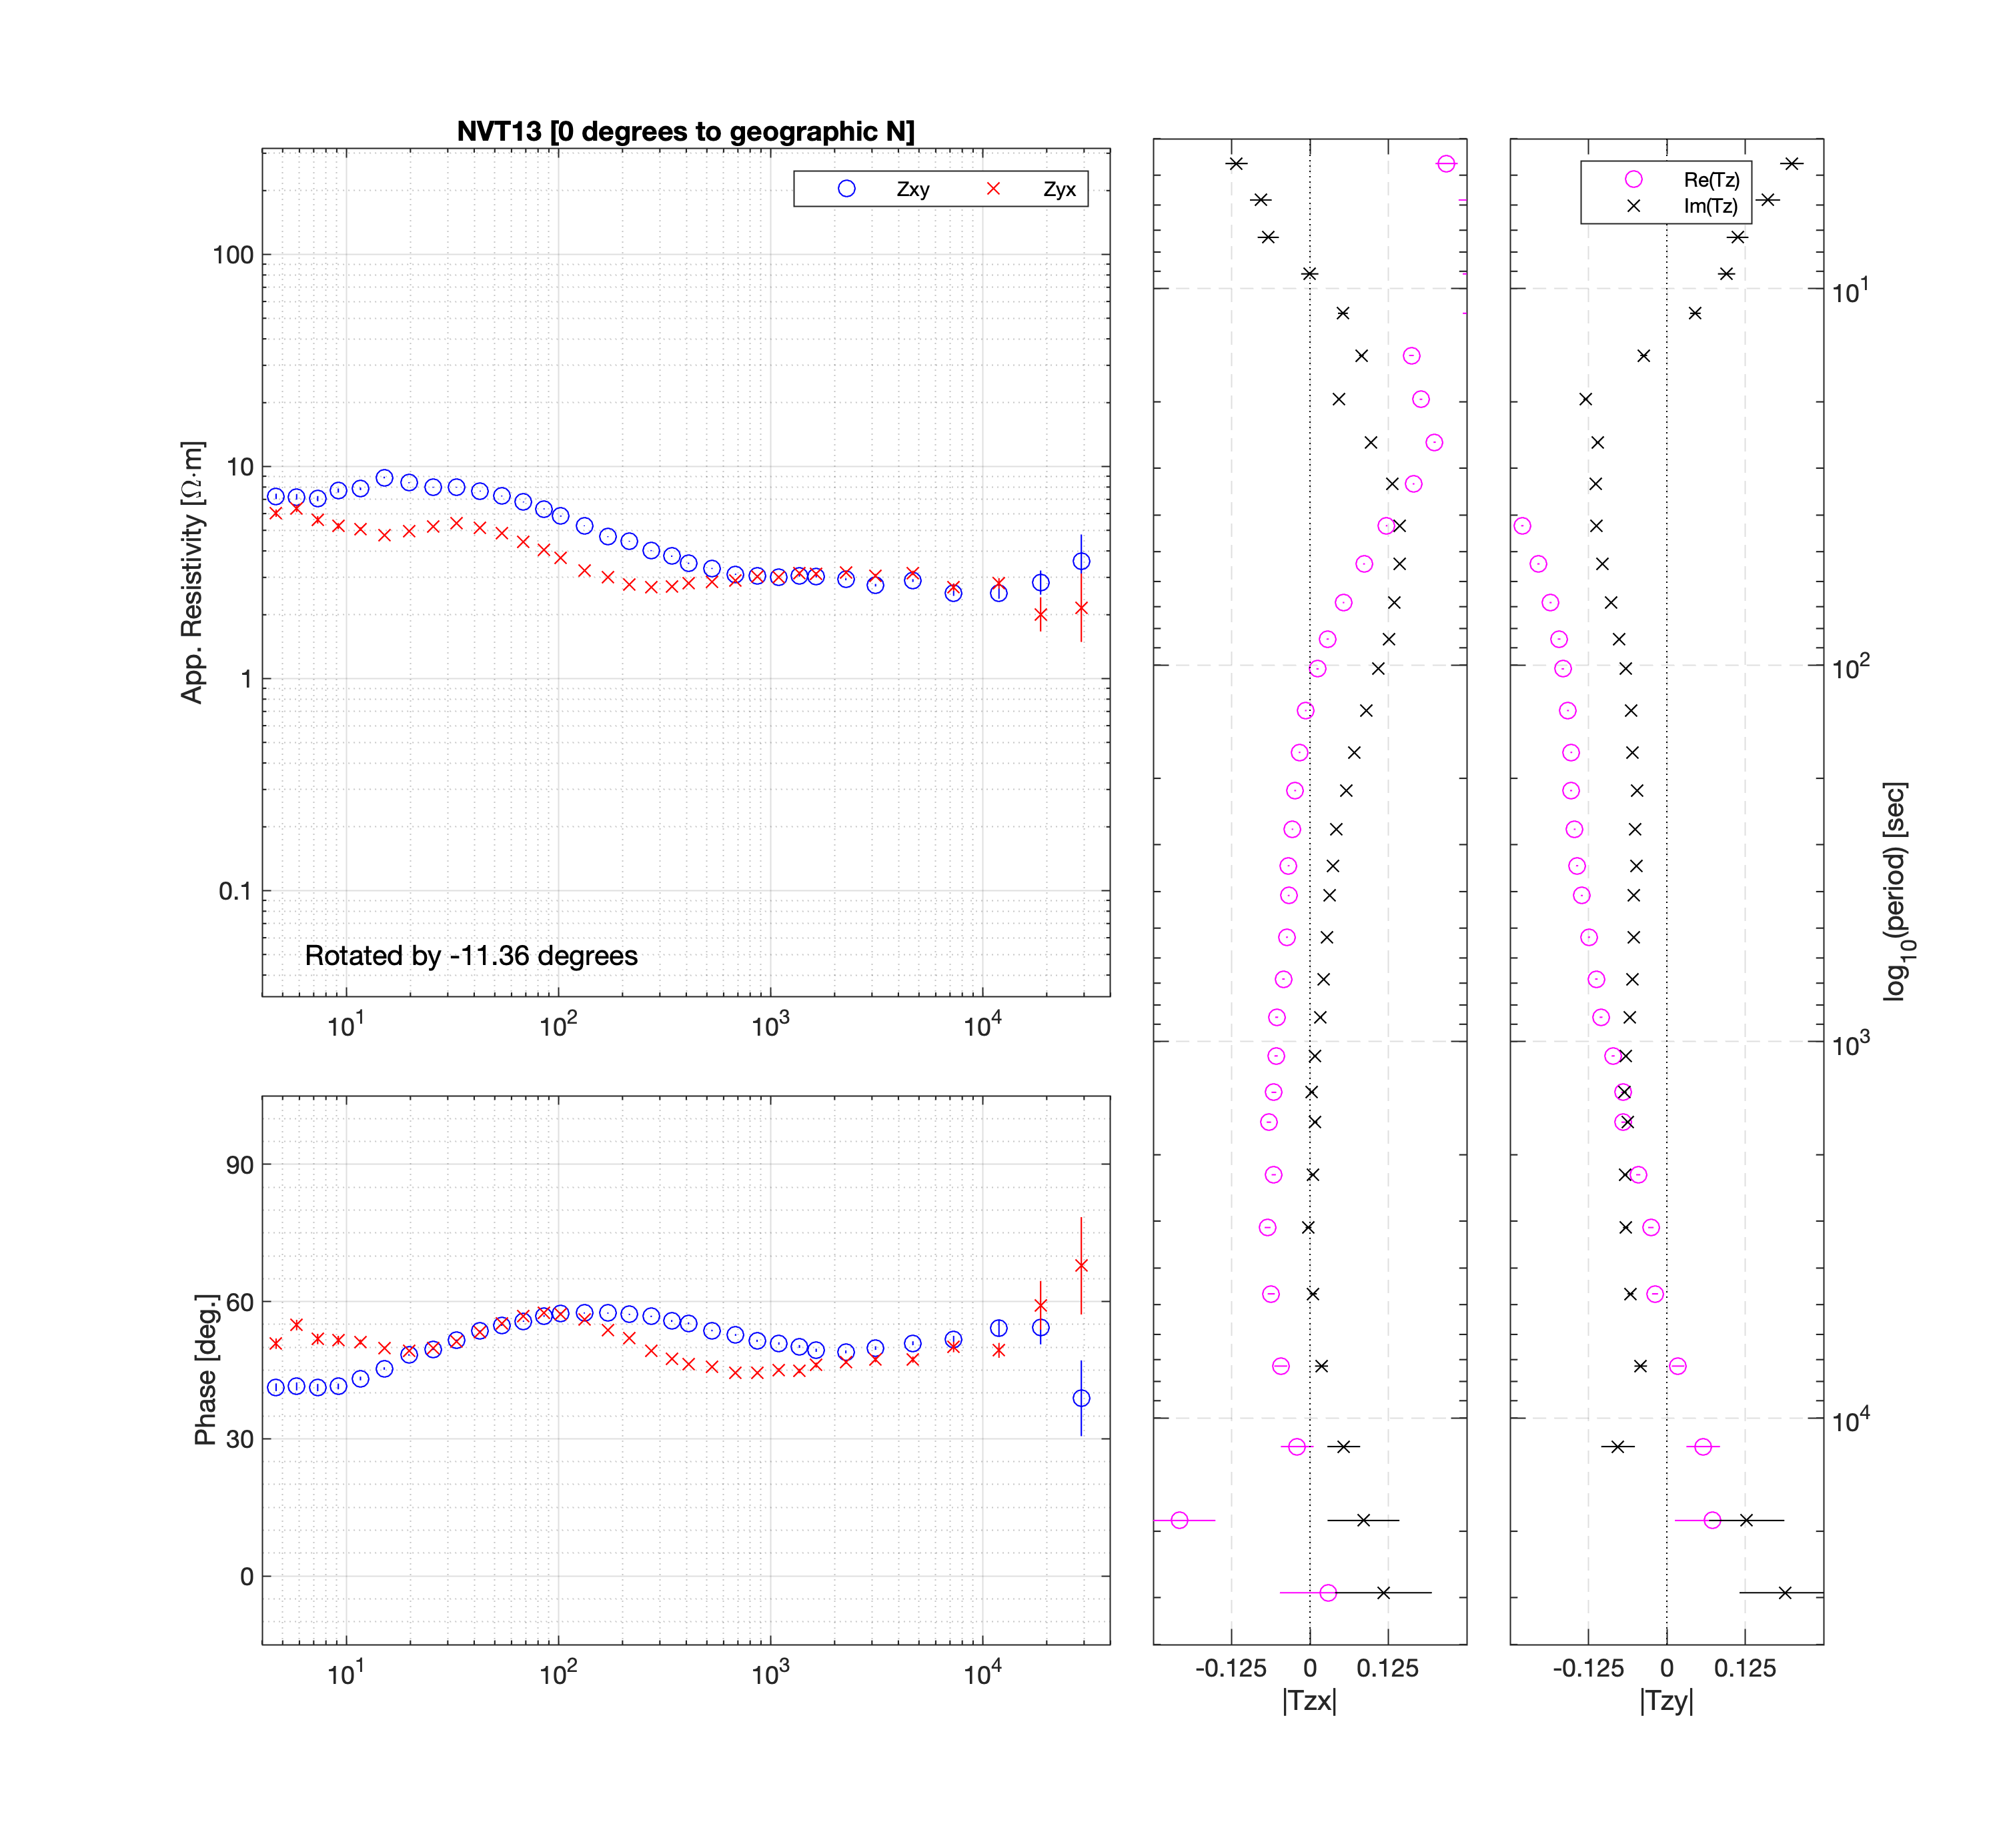 NVT13 [0 degrees to geographic N]
Zxy Zyx
App. Resistivity [Ω·m]
100
10
1
0.1
Rotated by -11.36 degrees
10^1 10^2 10^3 10^4
Phase [deg.]
90
60
30
0
10^1 10^2 10^3 10^4
-0.125 0 0.125
|Tzx|
Re(Tz)
Im(Tz)
10^1
10^2
10^3
10^4
log_10(period) [sec]
-0.125 0 0.125
|Tzy|